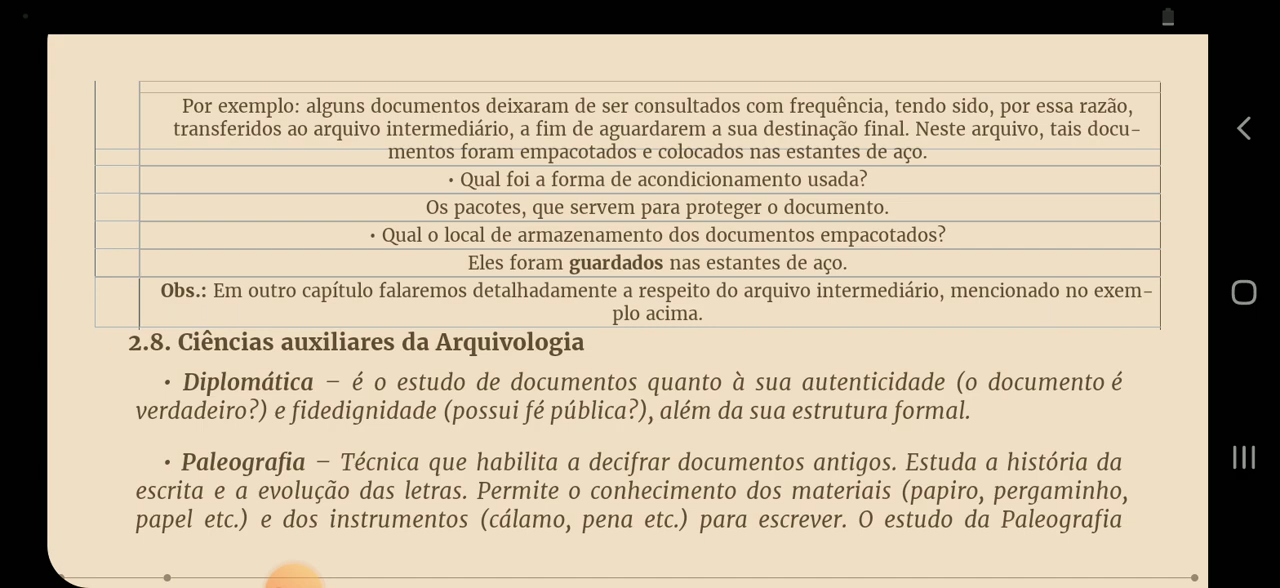 Por exemplo: alguns documentos deixaram de ser consultados com frequência, tendo sido, por essa razão,
transferidos ao arquivo intermediário, a fim de aguardarem a sua destinação final. Neste arquivo, tais docu-
mentos foram empacotados e colocados nas estantes de aço.
• Qual foi a forma de acondicionamento usada?
Os pacotes, que servem para proteger o documento.
• Qual o local de armazenamento dos documentos empacotados?
Eles foram guardados nas estantes de aço.
Obs.: Em outro capítulo falaremos detalhadamente a respeito do arquivo intermediário, mencionado no exem-
plo acima.
2.8. Ciências auxiliares da Arquivologia
• Diplomática – é o estudo de documentos quanto à sua autenticidade (o documento é
verdadeiro?) e fidedignidade (possui fé pública?), além da sua estrutura formal.
• Paleografia – Técnica que habilita a decifrar documentos antigos. Estuda a história da
escrita e a evolução das letras. Permite o conhecimento dos materiais (papiro, pergaminho,
papel etc.) e dos instrumentos (cálamo, pena etc.) para escrever. O estudo da Paleografia